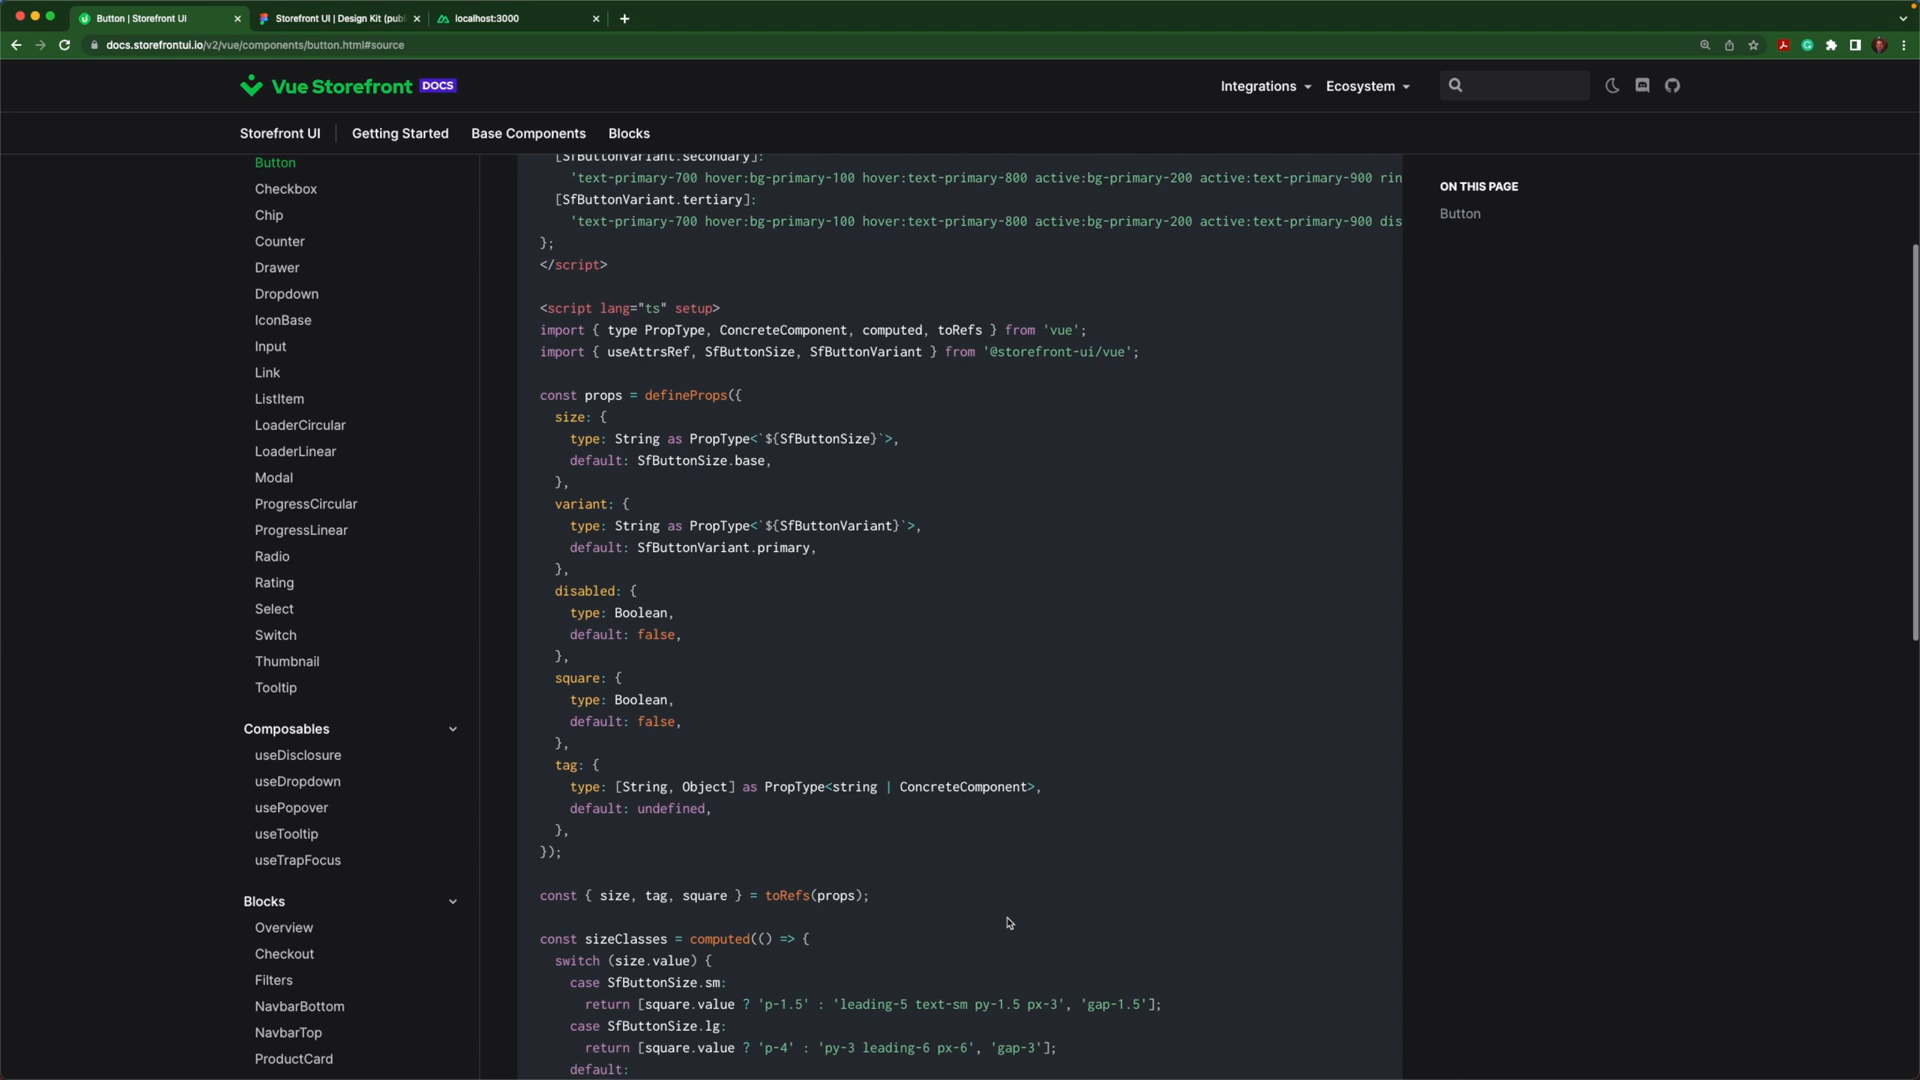 Button | Storefront UI
Storefront UI | Design Kit (publ
localhost:3000
docs.storefrontui.io/v2/vue/components/button.html#source
Vue Storefront DOCS
Integrations
Ecosystem
Storefront UI
Getting Started
Base Components
Blocks
Button
Checkbox
Chip
Counter
Drawer
Dropdown
IconBase
Input
Link
ListItem
LoaderCircular
LoaderLinear
Modal
ProgressCircular
ProgressLinear
Radio
Rating
Select
Switch
Thumbnail
Tooltip
Composables
useDisclosure
useDropdown
usePopover
useTooltip
useTrapFocus
Blocks
Overview
Checkout
Filters
NavbarBottom
NavbarTop
ProductCard
[SfButtonVariant.secondary]:
'text-primary-700 hover:bg-primary-100 hover:text-primary-800 active:bg-primary-200 active:text-primary-900 rin
[SfButtonVariant.tertiary]:
'text-primary-700 hover:bg-primary-100 hover:text-primary-800 active:bg-primary-200 active:text-primary-900 dis
};
</script>
<script lang="ts" setup>
import { type PropType, ConcreteComponent, computed, toRefs } from 'vue';
import { useAttrsRef, SfButtonSize, SfButtonVariant } from '@storefront-ui/vue';
const props = defineProps({
size: {
type: String as PropType<`${SfButtonSize}`>,
default: SfButtonSize.base,
},
variant: {
type: String as PropType<`${SfButtonVariant}`>,
default: SfButtonVariant.primary,
},
disabled: {
type: Boolean,
default: false,
},
square: {
type: Boolean,
default: false,
},
tag: {
type: [String, Object] as PropType<string | ConcreteComponent>,
default: undefined,
},
});
const { size, tag, square } = toRefs(props);
const sizeClasses = computed(() => {
switch (size.value) {
case SfButtonSize.sm:
return [square.value ? 'p-1.5' : 'leading-5 text-sm py-1.5 px-3', 'gap-1.5'];
case SfButtonSize.lg:
return [square.value ? 'p-4' : 'py-3 leading-6 px-6', 'gap-3'];
default:
ON THIS PAGE
Button